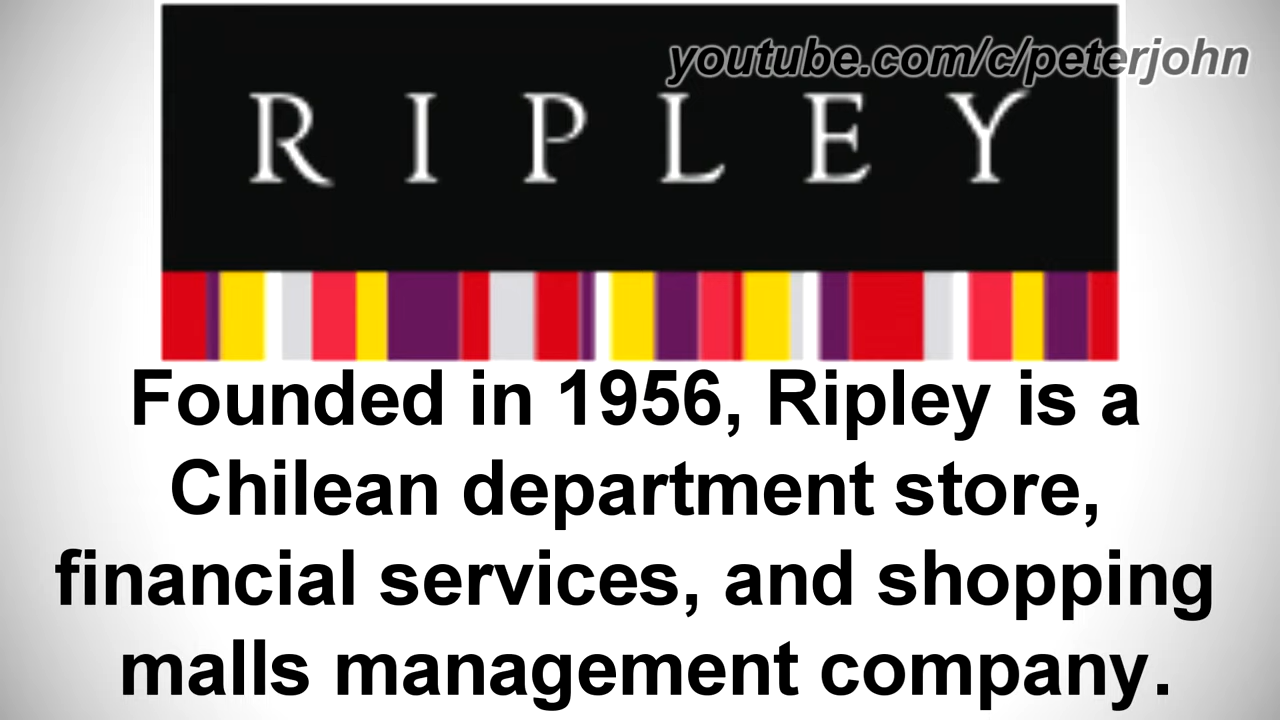 youtube.com/c/peterjohn
RIPLEY
Founded in 1956, Ripley is a
Chilean department store,
financial services, and shopping
malls management company.